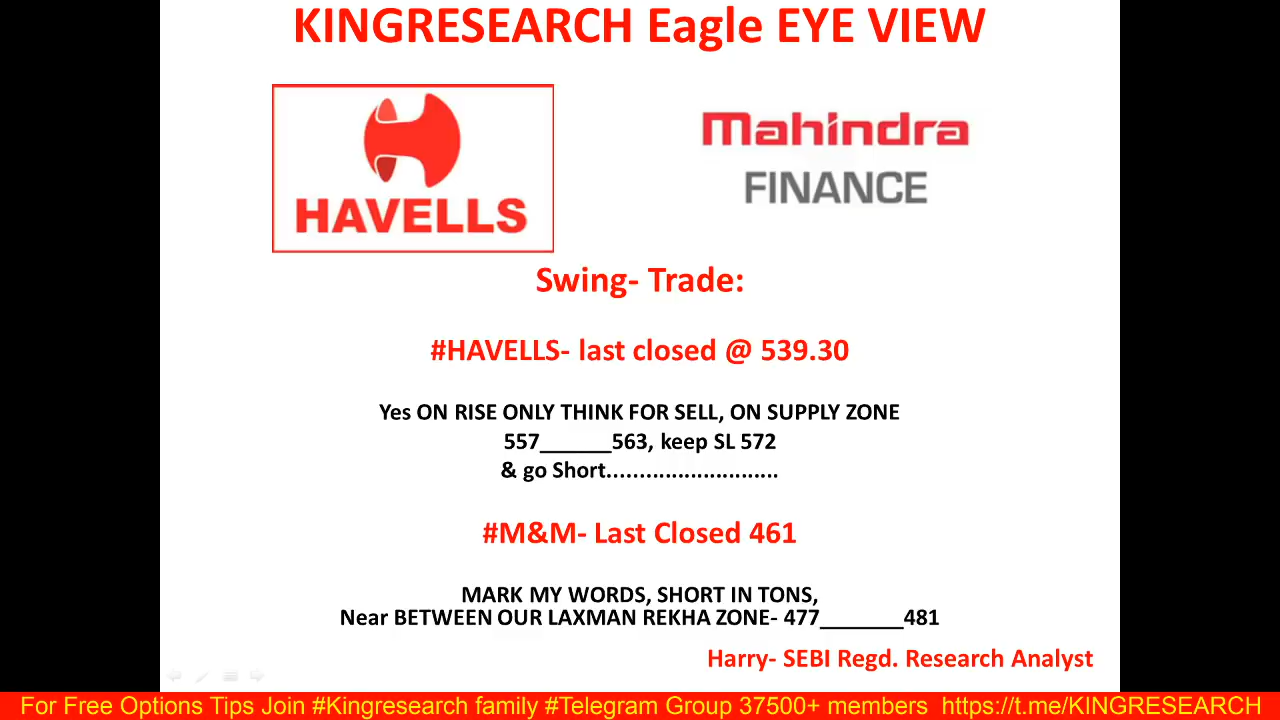 KINGRESEARCH Eagle EYE VIEW
HAVELLS
Mahindra
FINANCE
Swing- Trade:
#HAVELLS- last closed @ 539.30
Yes ON RISE ONLY THINK FOR SELL, ON SUPPLY ZONE
557______563, keep SL 572
& go Short..........................
#M&M- Last Closed 461
MARK MY WORDS, SHORT IN TONS,
Near BETWEEN OUR LAXMAN REKHA ZONE- 477_______481
Harry- SEBI Regd. Research Analyst
For Free Options Tips Join #Kingresearch family #Telegram Group 37500+ members https://t.me/KINGRESEARCH